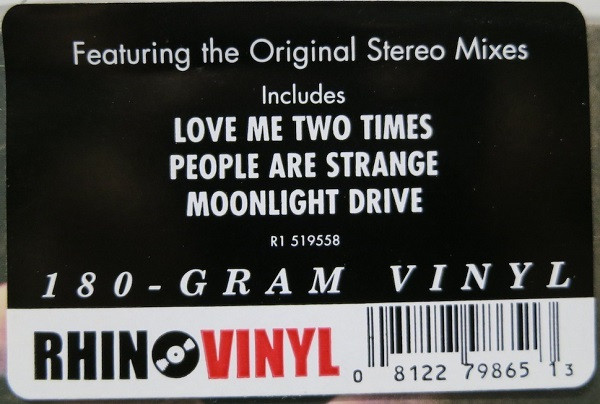 Featuring the Original Stereo Mixes
Includes
LOVE ME TWO TIMES
PEOPLE ARE STRANGE
MOONLIGHT DRIVE
R1 519558
180-GRAM VINYL
RHINO VINYL
0 8122 79865 1 3